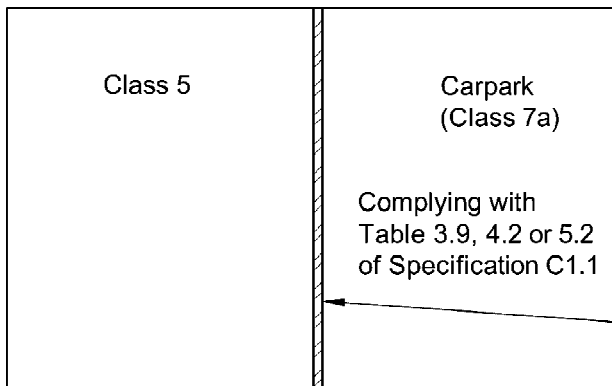 Class 5
Carpark
(Class 7a)
Complying with
Table 3.9, 4.2 or 5.2
of Specification C1.1